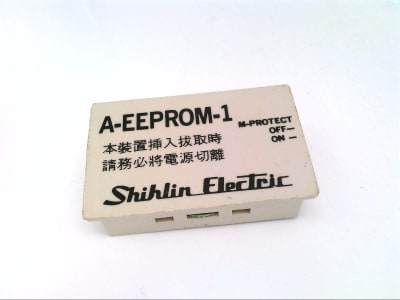 A-EEPROM-1
M-PROTECT
OFF—
ON —
本裝置挿入拔取時
請務必將電源切離
Shihlin Electric